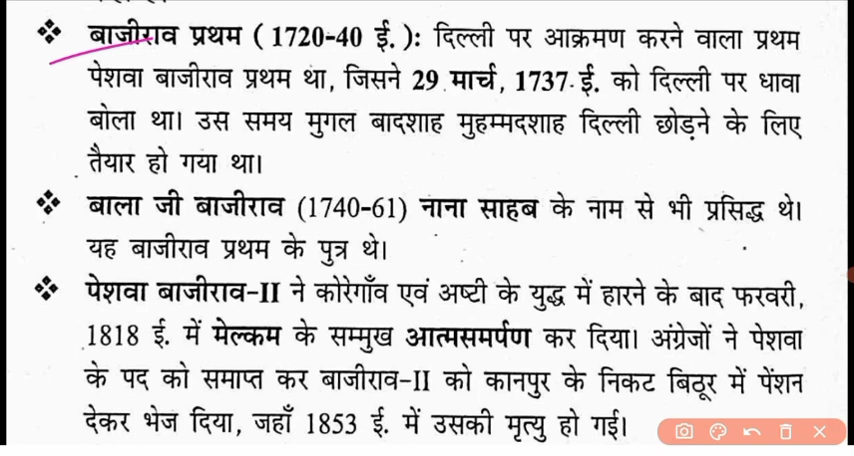 ❖ बाजीराव प्रथम ( 1720-40 ई. ): दिल्ली पर आक्रमण करने वाला प्रथम
पेशवा बाजीराव प्रथम था, जिसने 29 मार्च, 1737 ई. को दिल्ली पर धावा
बोला था। उस समय मुगल बादशाह मुहम्मदशाह दिल्ली छोड़ने के लिए
तैयार हो गया था।
❖ बाला जी बाजीराव (1740-61) नाना साहब के नाम से भी प्रसिद्ध थे।
यह बाजीराव प्रथम के पुत्र थे।
❖ पेशवा बाजीराव-II ने कोरेगाँव एवं अष्टी के युद्ध में हारने के बाद फरवरी,
1818 ई. में मेल्कम के सम्मुख आत्मसमर्पण कर दिया। अंग्रेजों ने पेशवा
के पद को समाप्त कर बाजीराव-II को कानपुर के निकट बिठूर में पेंशन
देकर भेज दिया, जहाँ 1853 ई. में उसकी मृत्यु हो गई।